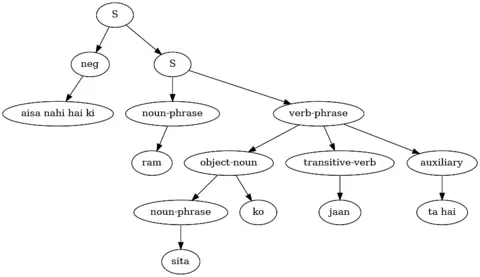 S
neg S
aisa nahi hai ki noun-phrase verb-phrase
ram object-noun transitive-verb auxiliary
noun-phrase ko jaan ta hai
sita